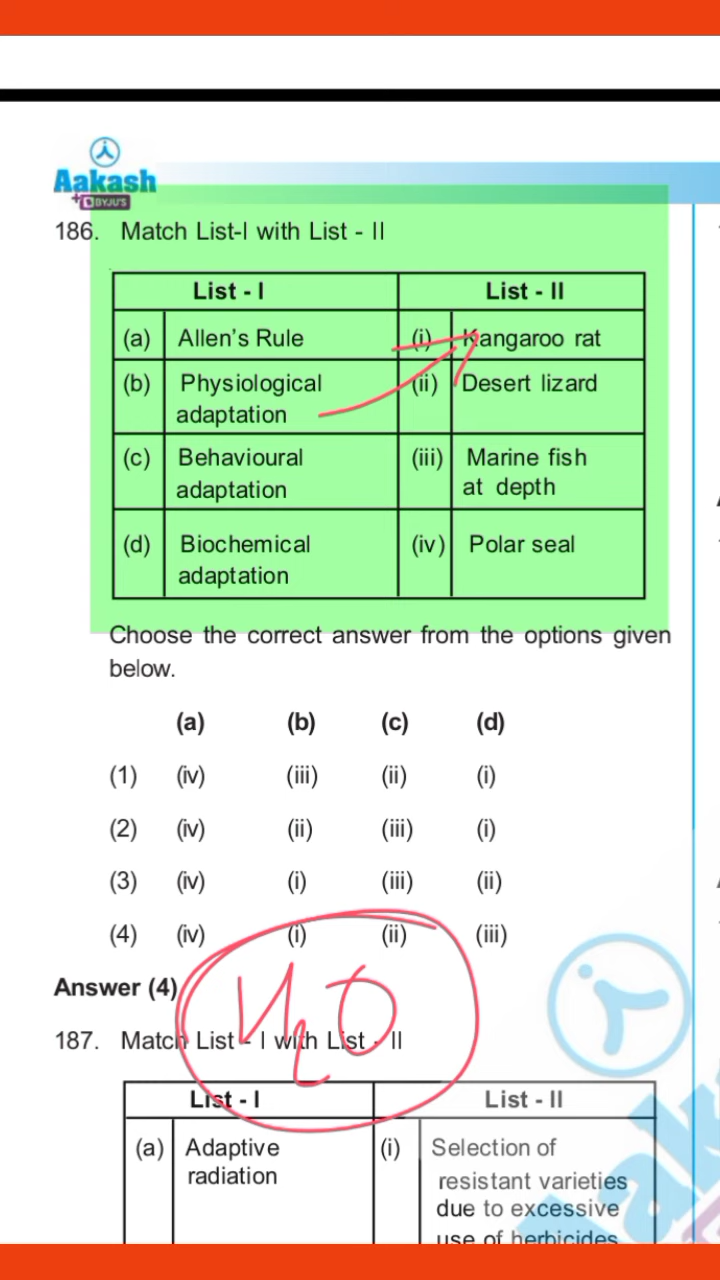 Aakash
+BYJU'S
186. Match List-I with List - II
List - I List - II
(a) Allen's Rule (i) Kangaroo rat
(b) Physiological adaptation (ii) Desert lizard
(c) Behavioural adaptation (iii) Marine fish at depth
(d) Biochemical adaptation (iv) Polar seal
Choose the correct answer from the options given
below.
(a) (b) (c) (d)
(1) (iv) (iii) (ii) (i)
(2) (iv) (ii) (iii) (i)
(3) (iv) (i) (iii) (ii)
(4) (iv) (i) (ii) (iii)
Answer (4)
H2O
187. Match List - I with List - II
List - I List - II
(a) Adaptive radiation (i) Selection of
resistant varieties
due to excessive
use of herbicides